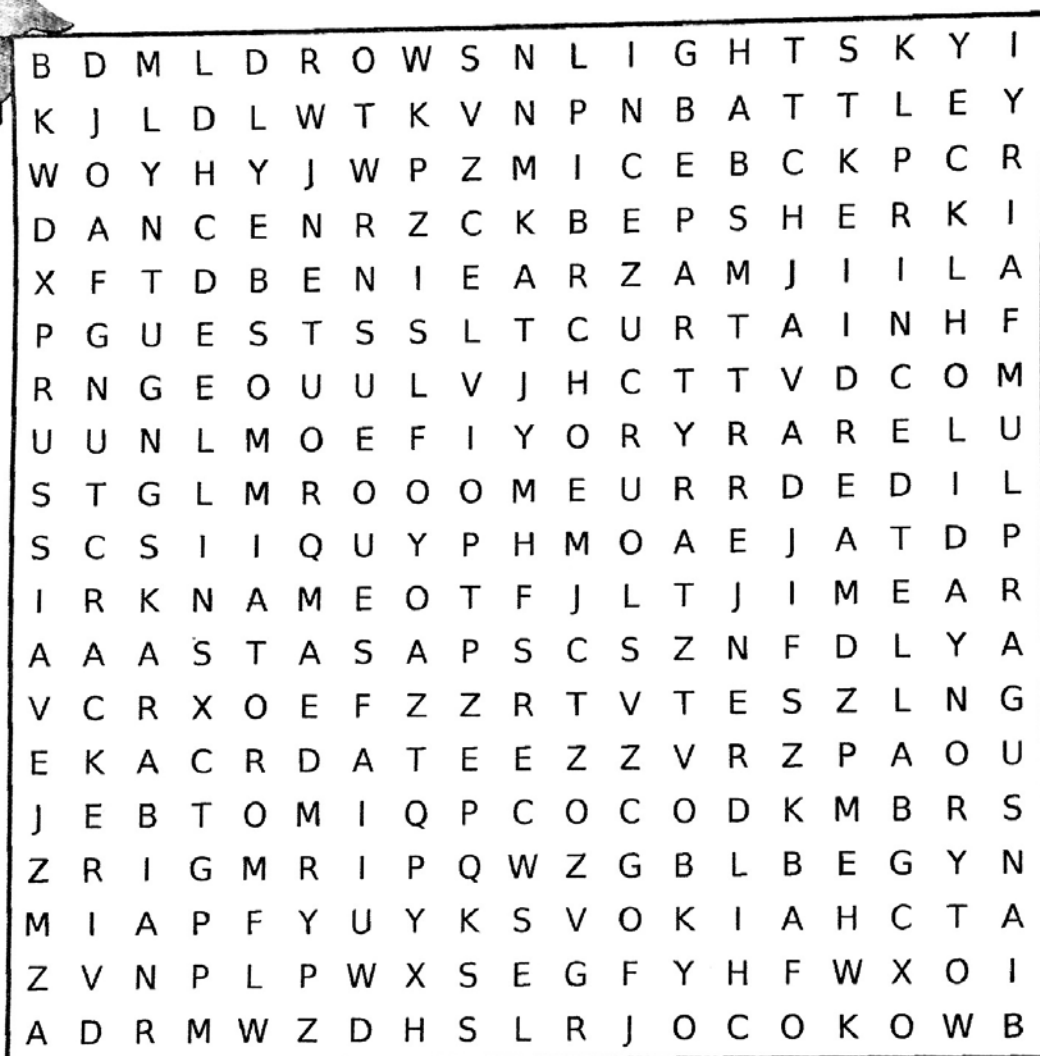 B D M L D R O W S N L I G H T S K Y I
K J L D L W T K V N P N B A T T L E Y
W O Y H Y J W P Z M I C E B C K P C R
D A N C E N R Z C K B E P S H E R K I
X F T D B E N I E A R Z A M J I I L A
P G U E S T S S L T C U R T A I N H F
R N G E O U U L V J H C T T V D C O M
U U N L M O E F I Y O R Y R A R E L U
S T G L M R O O O M E U R R D E D I L
S C S I I Q U Y P H M O A E J A T D P
I R K N A M E O T F J L T J I M E A R
A A A S T A S A P S C S Z N F D L Y A
V C R X O E F Z Z R T V T E S Z L N G
E K A C R D A T E E Z Z V R Z P A O U
J E B T O M I Q P C O C O D K M B R S
Z R I G M R I P Q W Z G B L B E G Y N
M I A P F Y U Y K S V O K I A H C T A
Z V N P L P W X S E G F Y H F W X O I
A D R M W Z D H S L R J O C O K O W B